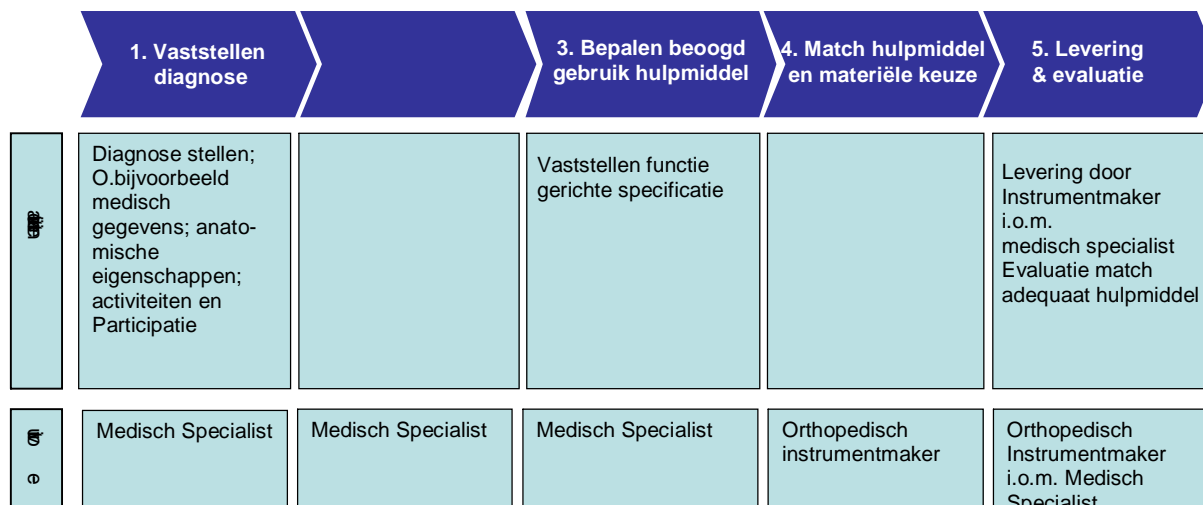 1. Vaststellen
diagnose
3. Bepalen beoogd
gebruik hulpmiddel
4. Match hulpmiddel
en materiële keuze
5. Levering
& evaluatie
Diagnose stellen;
O.bijvoorbeeld
medisch
gegevens; anato-
mische
eigenschappen;
activiteiten en
Participatie
Vaststellen functie
gerichte specificatie
Levering door
Instrumentmaker
i.o.m.
medisch specialist
Evaluatie match
adequaat hulpmiddel
Medisch Specialist
Medisch Specialist
Medisch Specialist
Orthopedisch
instrumentmaker
Orthopedisch
Instrumentmaker
i.o.m. Medisch
Specialist